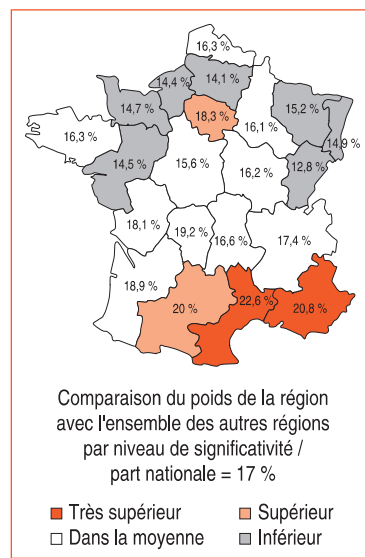 16,3 %
14,4 %
14,1 %
14,7 %
15,2 %
18,3 %
16,3 %
16,1 %
14,9 %
14,5 %
15,6 %
16,2 %
12,8 %
18,1 %
19,2 %
16,6 %
17,4 %
18,9 %
20 %
22,6 %
20,8 %
Comparaison du poids de la région
avec l'ensemble des autres régions
par niveau de significativité /
part nationale = 17 %
Très supérieur
Supérieur
Dans la moyenne
Inférieur